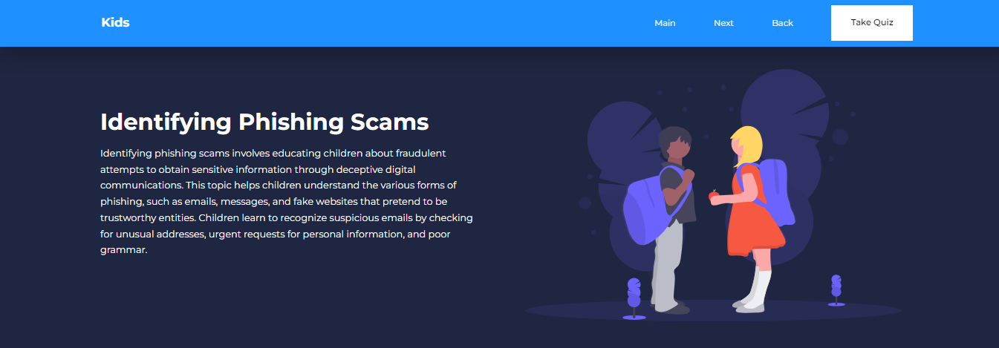 Kids
Main
Next
Back
Take Quiz
Identifying Phishing Scams
Identifying phishing scams involves educating children about fraudulent
attempts to obtain sensitive information through deceptive digital
communications. This topic helps children understand the various forms of
phishing, such as emails, messages, and fake websites that pretend to be
trustworthy entities. Children learn to recognize suspicious emails by checking
for unusual addresses, urgent requests for personal information, and poor
grammar.